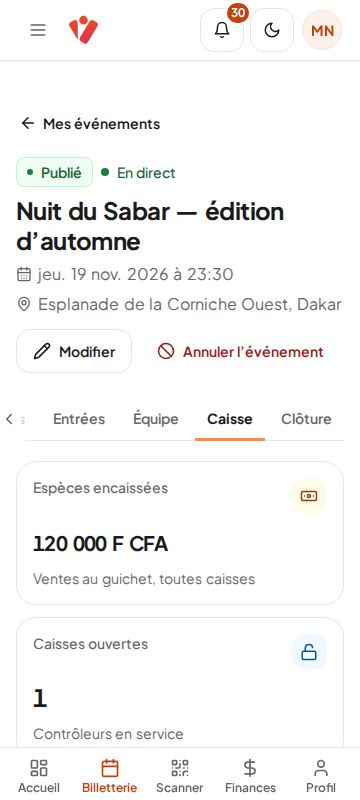 30
MN
Mes événements
Publié
En direct
Nuit du Sabar — édition
d’automne
jeu. 19 nov. 2026 à 23:30
Esplanade de la Corniche Ouest, Dakar
Modifier
Annuler l’événement
s Entrées Équipe Caisse Clôture
Espèces encaissées
120 000 F CFA
Ventes au guichet, toutes caisses
Caisses ouvertes
1
Contrôleurs en service
Accueil Billetterie Scanner Finances Profil